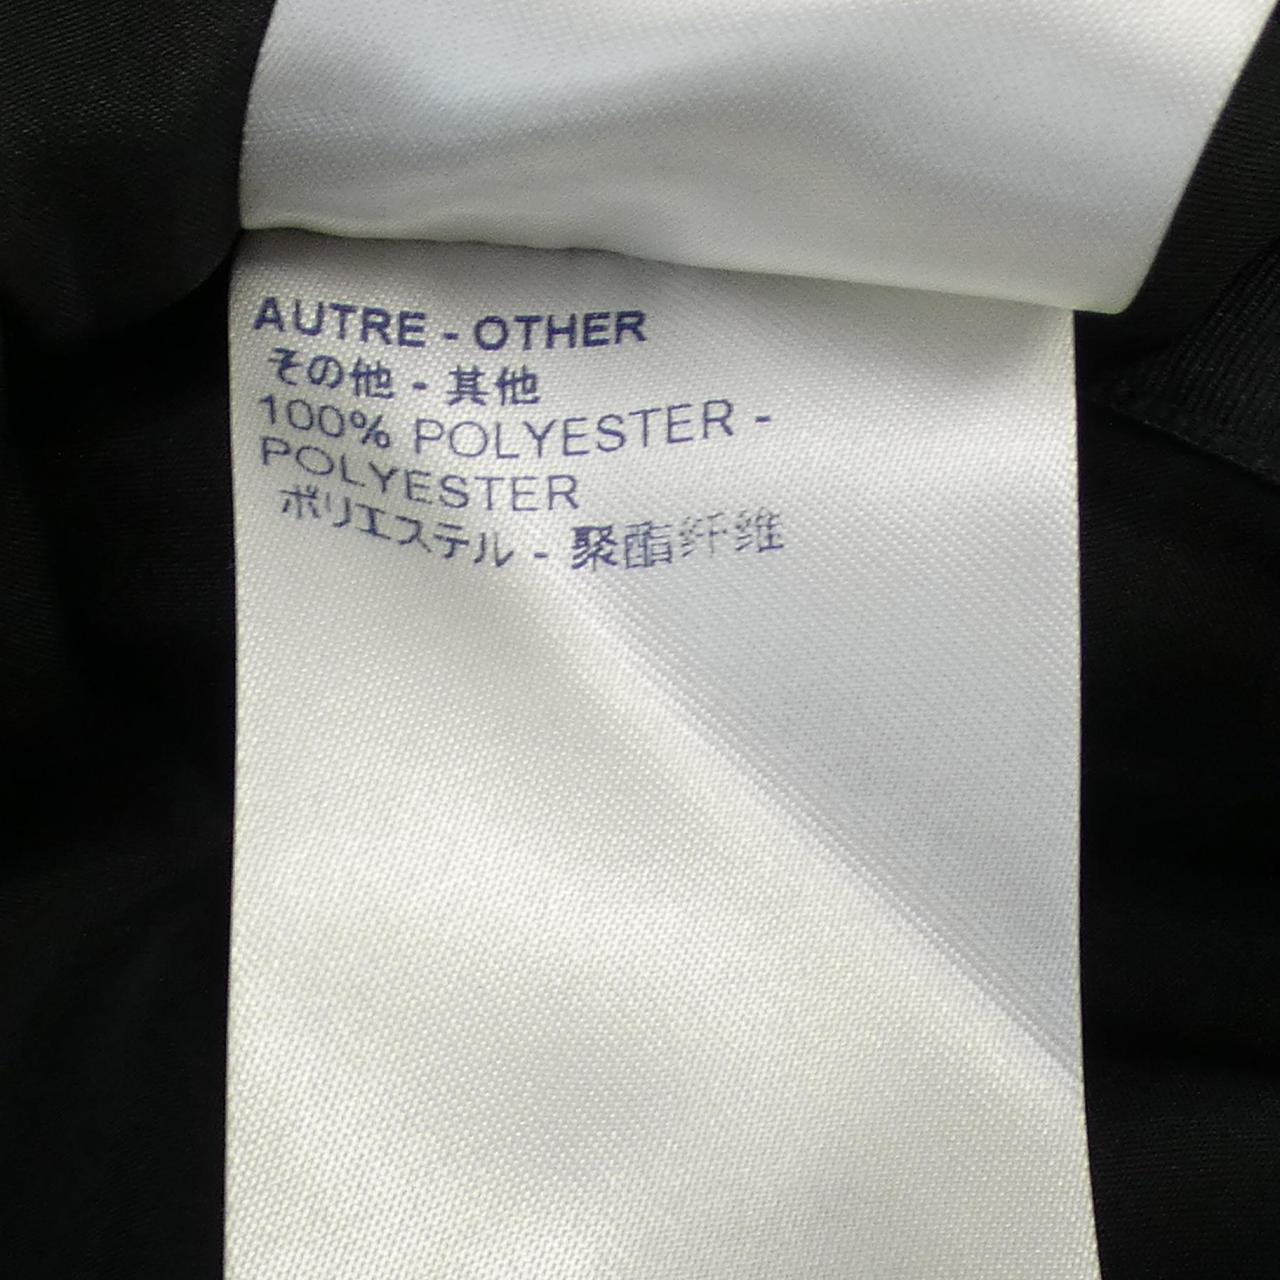 AUTRE - OTHER
その他 - 其他
100% POLYESTER -
POLYESTER
ポリエステル - 聚酯纤维